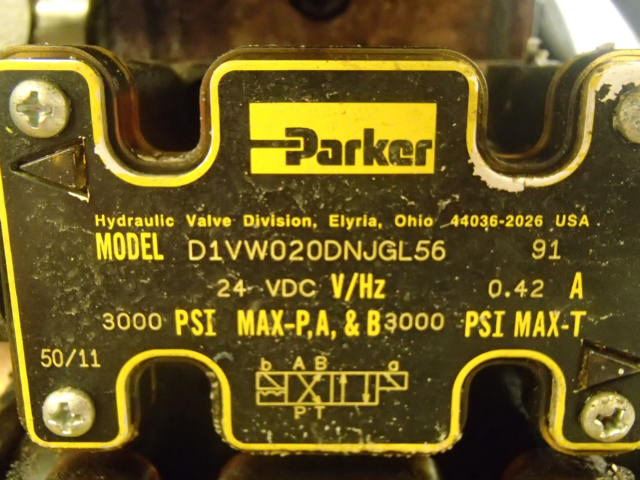 Parker
Hydraulic Valve Division, Elyria, Ohio 44036-2026 USA
MODEL D1VW020DNJGL56 91
24 VDC V/Hz 0.42 A
3000 PSI MAX-P,A, & B 3000 PSI MAX-T
50/11
b A B a
P T